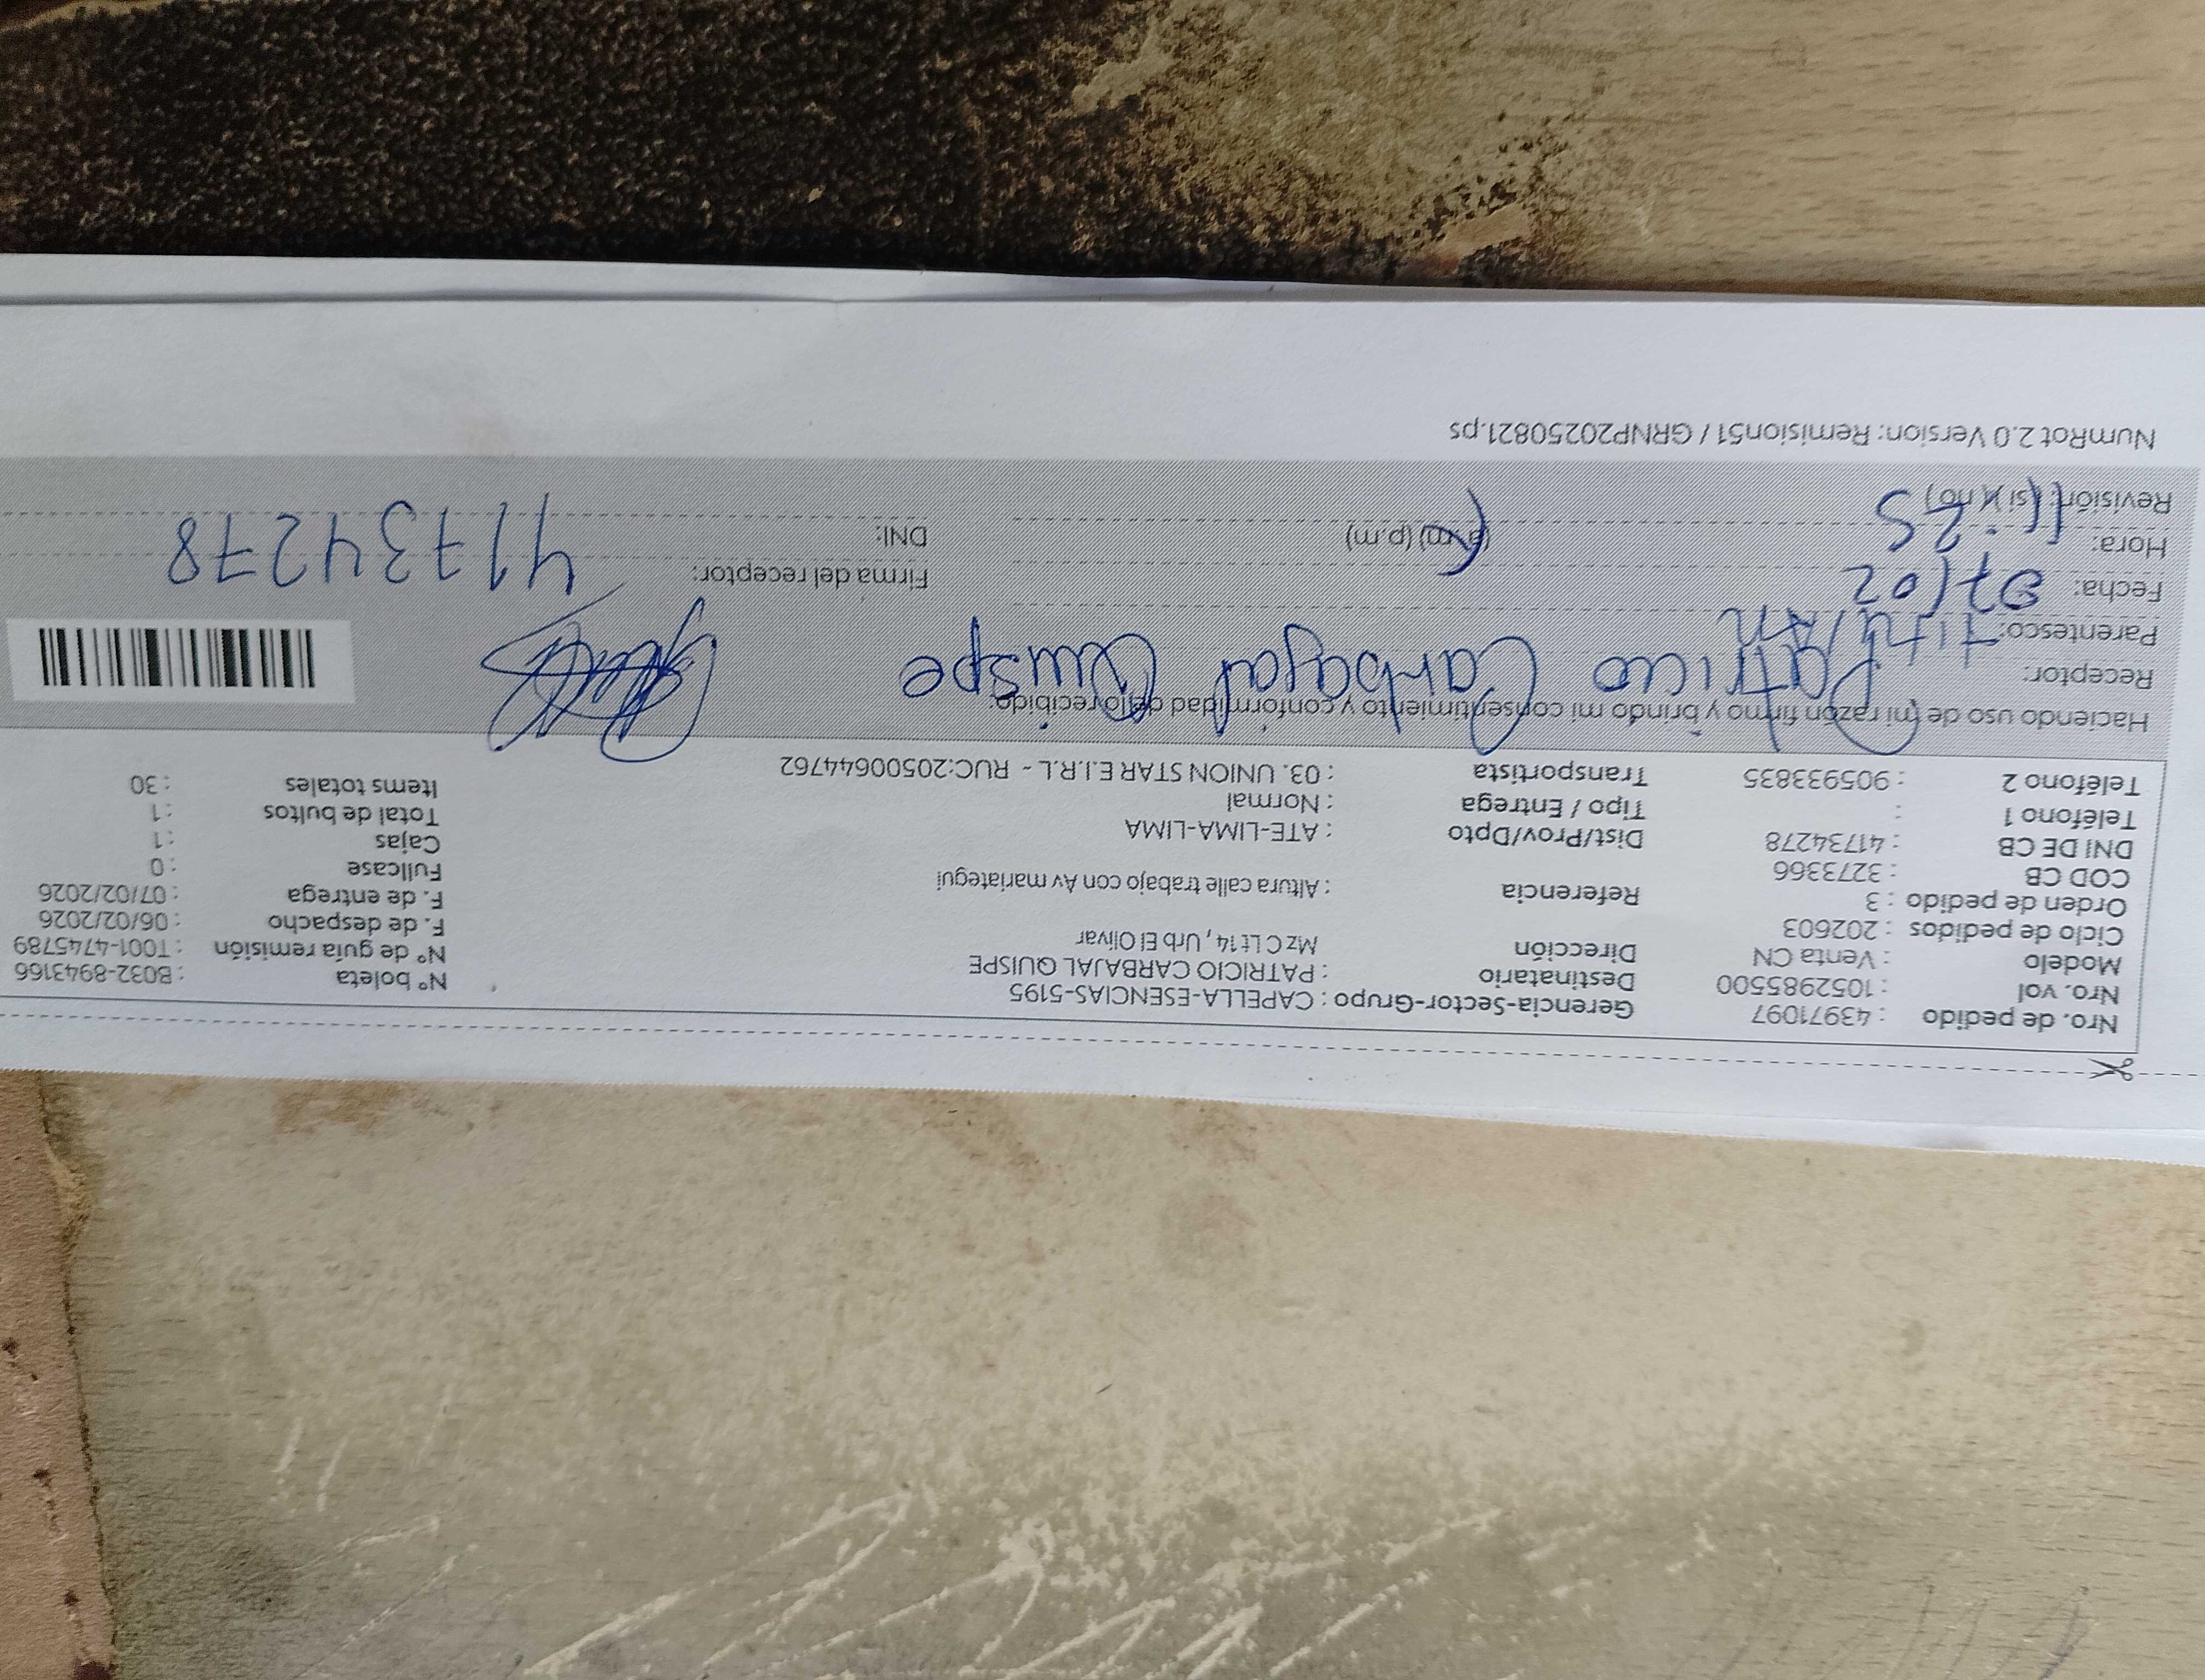 Nro. de pedido : 43971097
Nro. vol : 1052985500
Modelo : Venta CN
Ciclo de pedidos : 202603
Orden de pedido : 3
COD CB : 3273366
DNI DE CB : 41734278
Teléfono 1 :
Teléfono 2 : 905933835
Gerencia-Sector-Grupo : CAPELLA-ESENCIAS-5195
Destinatario : PATRICIO CARBAJAL QUISPE
Dirección Mz C Lt 14 , Urb El Olivar
Referencia : Altura calle trabajo con Av mariategui
Dist/Prov/Dpto : ATE-LIMA-LIMA
Tipo / Entrega : Normal
Transportista : 03. UNION STAR E.I.R.L - RUC:20500644762
N° boleta : B032-8943166
N° de guía remisión : T001-4745789
F. de despacho : 06/02/2026
F. de entrega : 07/02/2026
Fullcase : 0
Cajas : 1
Total de bultos : 1
Items totales : 30
Haciendo uso de mi razón firmo y brindo mi consentimiento y conformidad de lo recibido:
Receptor: Patricio Carbajal Quispe
Parentesco:
Fecha: 07/02
Hora: 11:25 (a.m) (p.m)
Revisión: (si) (no)
Firma del receptor:
DNI: 41734278
NumRot 2.0 Version: Remision51 / GRNP20250821.ps